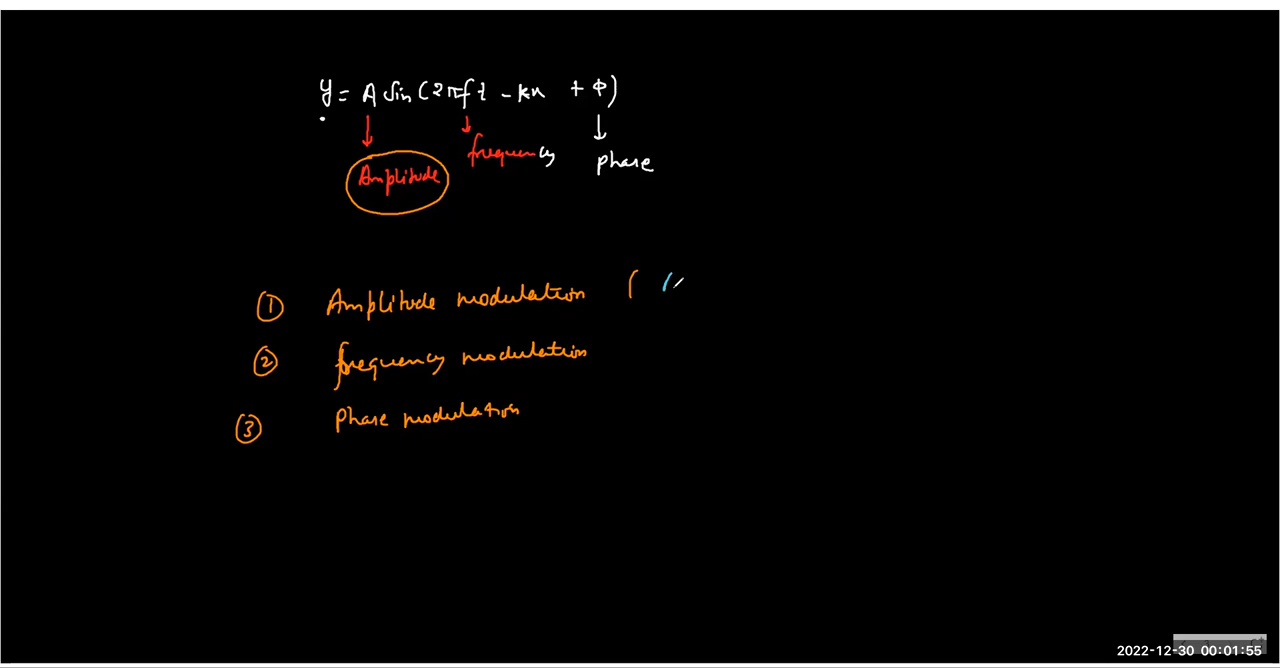 y = A sin(2πft - kx + φ)
Amplitude frequency phase
① Amplitude modulation (
② frequency modulation
③ Phase modulation
2022-12-30 00:01:55